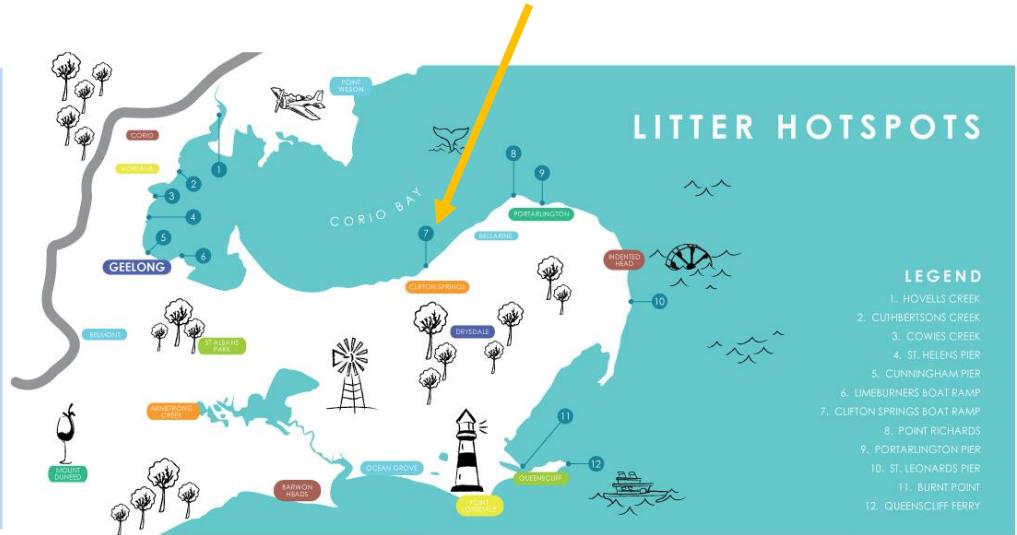 POINT
WILSON
CORIO
NORLANE
1
2
3
4
5
6
GEELONG
CORIO BAY
7
8
9
PORTARLINGTON
BELLARINE
CLIFTON SPRINGS
INDENTED
HEAD
10
DRYSDALE
BELMONT
ST ALBANS
PARK
ARMSTRONG
CREEK
MOUNT
DUNEED
BARWON
HEADS
OCEAN GROVE
POINT
LONSDALE
11
12
QUEENSCLIFF
LITTER HOTSPOTS
LEGEND
1. HOVELLS CREEK
2. CUTHBERTSONS CREEK
3. COWIES CREEK
4. ST. HELENS PIER
5. CUNNINGHAM PIER
6. LIMEBURNERS BOAT RAMP
7. CLIFTON SPRINGS BOAT RAMP
8. POINT RICHARDS
9. PORTARLINGTON PIER
10. ST. LEONARDS PIER
11. BURNT POINT
12. QUEENSCLIFF FERRY